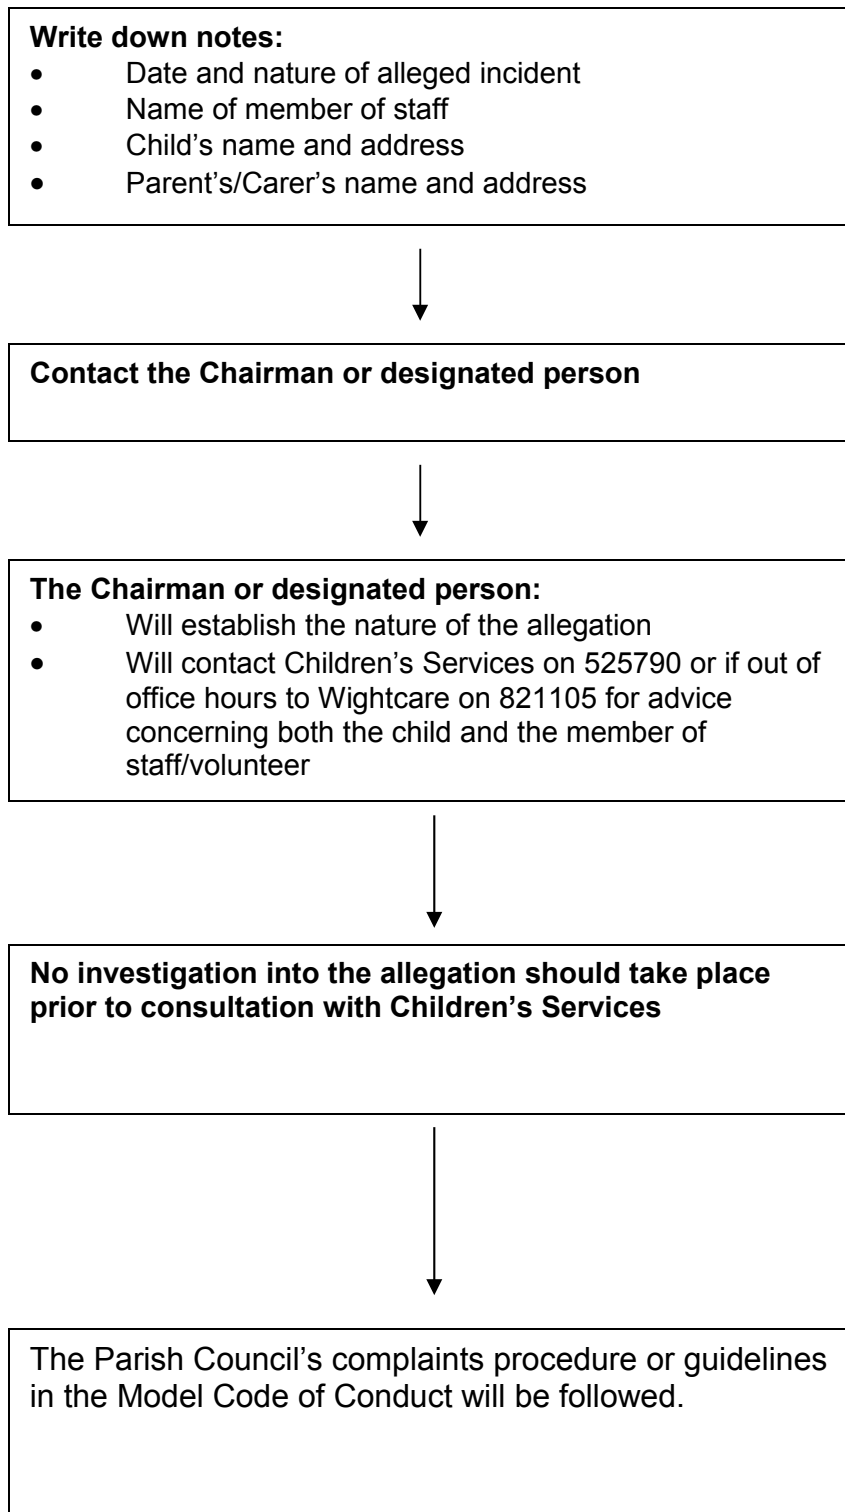 Write down notes:
• Date and nature of alleged incident
• Name of member of staff
• Child’s name and address
• Parent’s/Carer’s name and address
Contact the Chairman or designated person
The Chairman or designated person:
• Will establish the nature of the allegation
• Will contact Children’s Services on 525790 or if out of
office hours to Wightcare on 821105 for advice
concerning both the child and the member of
staff/volunteer
No investigation into the allegation should take place
prior to consultation with Children’s Services
The Parish Council’s complaints procedure or guidelines
in the Model Code of Conduct will be followed.